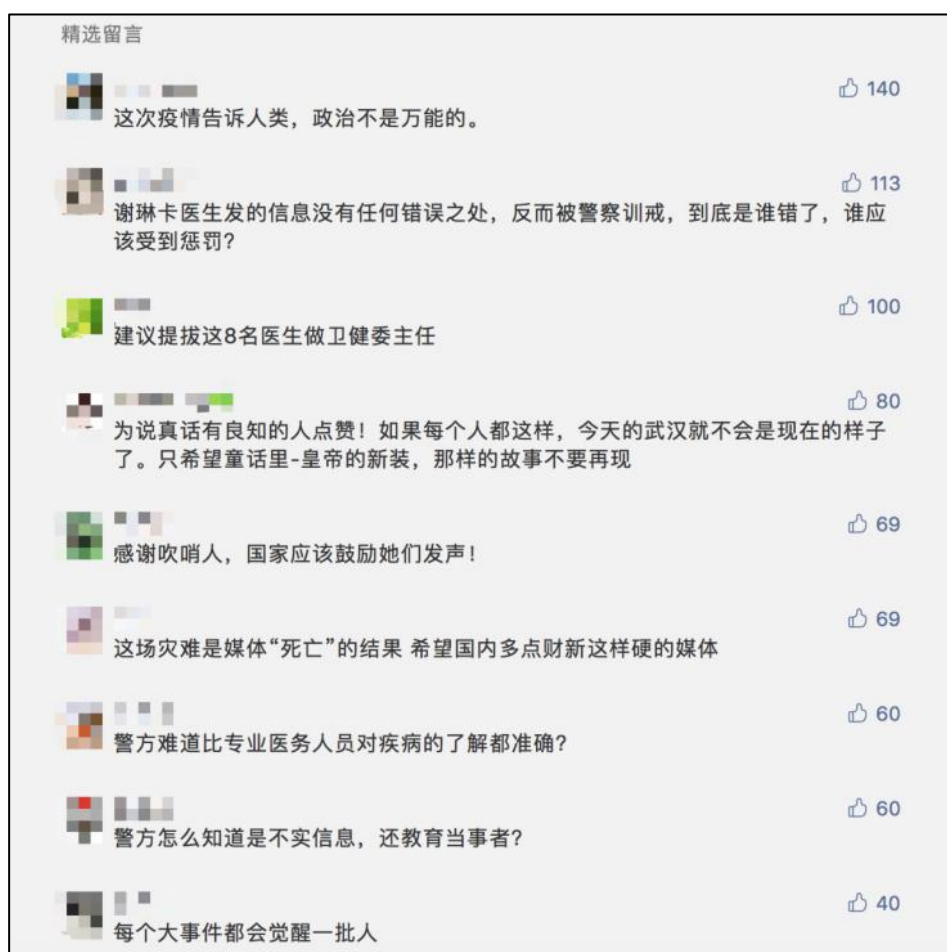 精选留言
140
这次疫情告诉人类，政治不是万能的。
113
谢琳卡医生发的信息没有任何错误之处，反而被警察训戒，到底是谁错了，谁应
该受到惩罚？
100
建议提拔这8名医生做卫健委主任
80
为说真话有良知的人点赞！如果每个人都这样，今天的武汉就不会是现在的样子
了。只希望童话里-皇帝的新装，那样的故事不要再现
69
感谢吹哨人，国家应该鼓励她们发声！
69
这场灾难是媒体“死亡”的结果 希望国内多点财新这样硬的媒体
60
警方难道比专业医务人员对疾病的了解都准确？
60
警方怎么知道是不实信息，还教育当事者？
40
每个大事件都会觉醒一批人